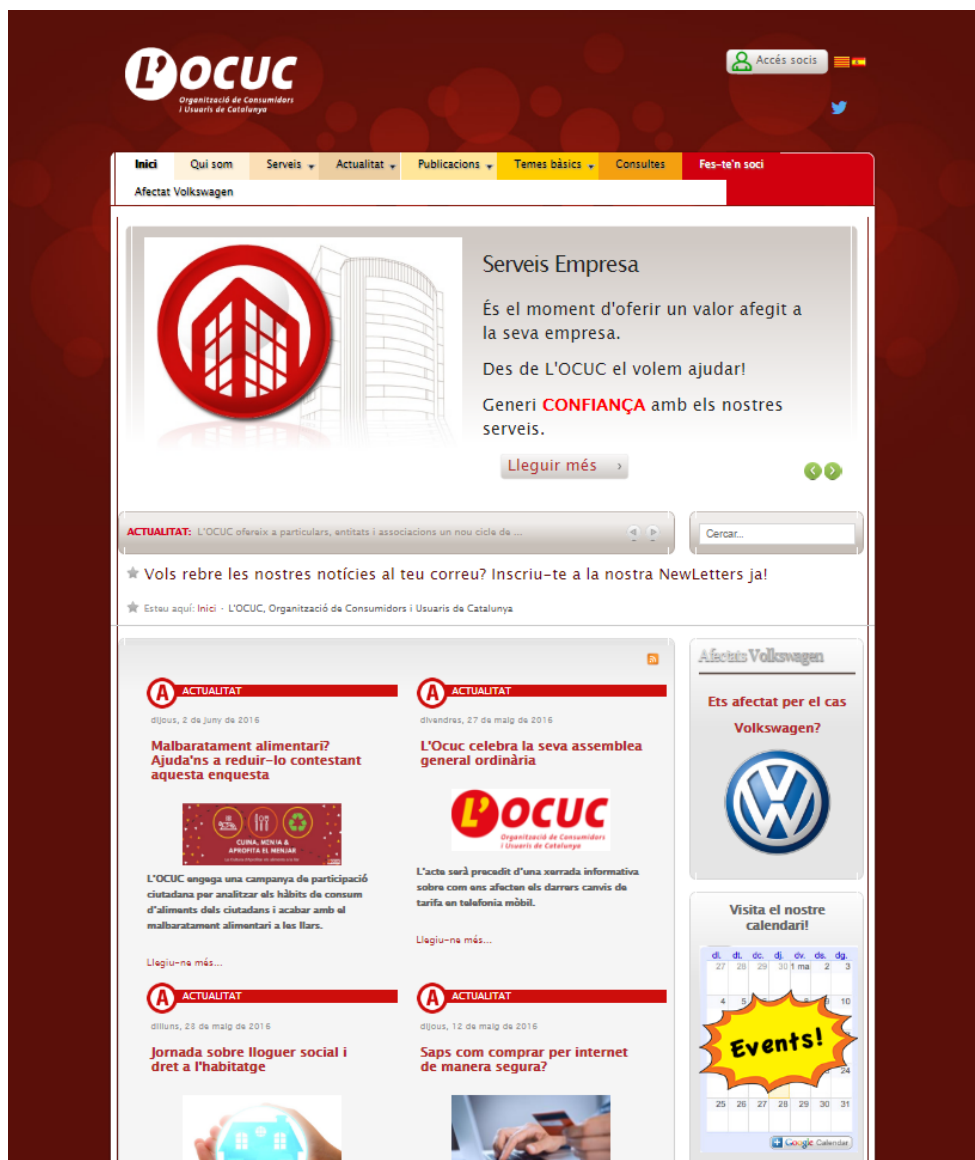 L'OCUC
Organització de Consumidors
i Usuaris de Catalunya
Accés socis
Inici Qui som Serveis Actualitat Publicacions Temes bàsics Consultes Fes-te'n soci
Afectat Volkswagen
Serveis Empresa
És el moment d'oferir un valor afegit a
la seva empresa.
Des de L'OCUC el volem ajudar!
Generi CONFIANÇA amb els nostres
serveis.
Lleguir més ›
ACTUALITAT: L'OCUC ofereix a particulars, entitats i associacions un nou cicle de ...
Cercar...
Vols rebre les nostres notícies al teu correu? Inscriu-te a la nostra NewLetters ja!
Esteu aquí: Inici · L'OCUC, Organització de Consumidors i Usuaris de Catalunya
A ACTUALITAT
dijous, 2 de juny de 2016
Malbaratament alimentari?
Ajuda'ns a reduir-lo contestant
aquesta enquesta
CUINA, MENJA &
APROFITA EL MENJAR
L'OCUC engega una campanya de participació
ciutadana per analitzar els hàbits de consum
d'aliments dels ciutadans i acabar amb el
malbaratament alimentari a les llars.
Llegiu-ne més...
A ACTUALITAT
divendres, 27 de maig de 2016
L'Ocuc celebra la seva assemblea
general ordinària
L'OCUC
Organització de Consumidors
i Usuaris de Catalunya
L'acte serà precedit d'una xerrada informativa
sobre com ens afecten els darrers canvis de
tarifa en telefonia mòbil.
Llegiu-ne més...
A ACTUALITAT
dilluns, 23 de maig de 2016
Jornada sobre lloguer social i
dret a l'habitatge
A ACTUALITAT
dijous, 12 de maig de 2016
Saps com comprar per internet
de manera segura?
Afectats Volkswagen
Ets afectat per el cas
Volkswagen?
VW
Visita el nostre
calendari!
dl. dt. dc. dj. dv. ds. dg.
27 28 29 30 1 ma 2 3
4 5 10
Events!
24
25 26 27 28 29 30 31
Google Calendar